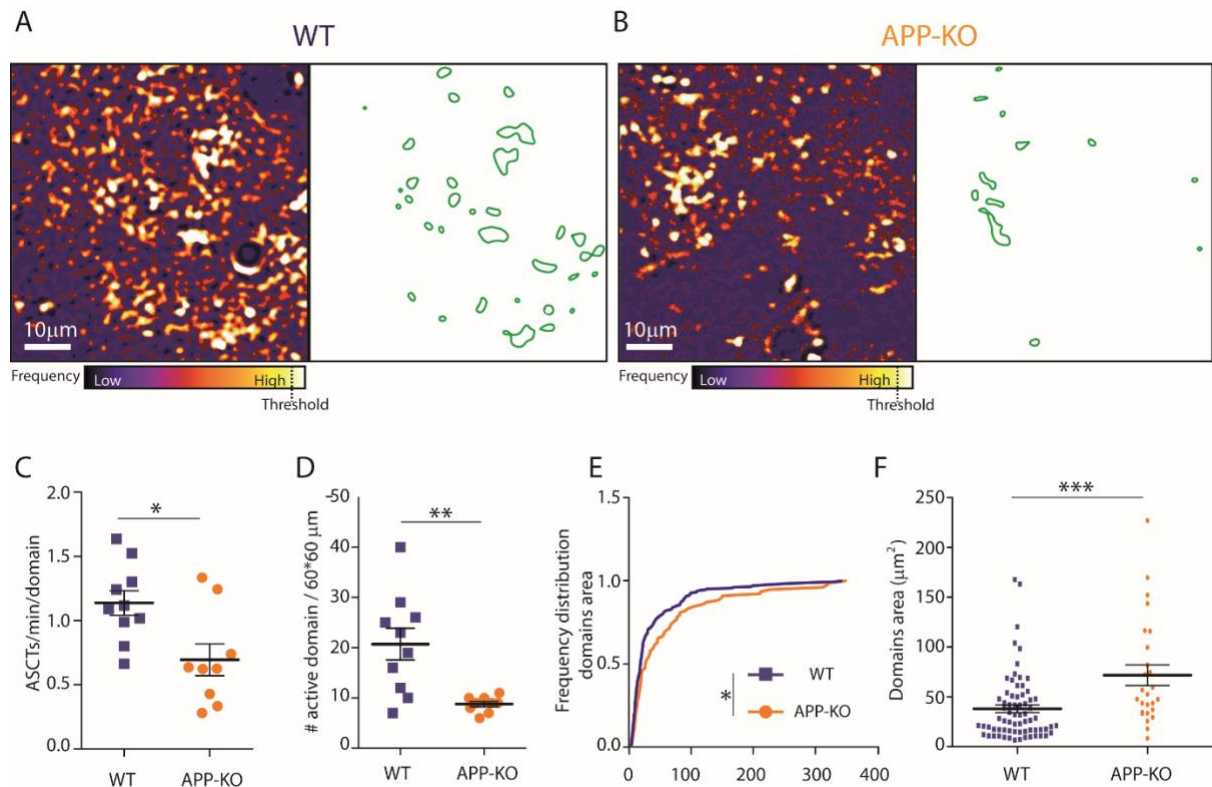 A
WT
B
APP-KO
10μm
10μm
Frequency
Low
High
Threshold
Frequency
Low
High
Threshold
C
ASCTs/min/domain
2.0
1.5
1.0
0.5
0.0
*
WT
APP-KO
D
# active domain / 60*60 μm
50
40
30
20
10
0
**
WT
APP-KO
E
Frequency distribution
domains area
1.5
1.0
0.5
0.0
0
100
200
300
400
*
WT
APP-KO
F
Domains area (μm²)
250
200
150
100
50
0
***
WT
APP-KO